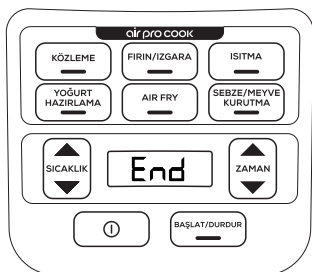 air pro cook
KÖZLEME
FIRIN/IZGARA
ISITMA
YOĞURT
HAZIRLAMA
AIR FRY
SEBZE/MEYVE
KURUTMA
SICAKLIK
End
ZAMAN
BAŞLAT/DURDUR